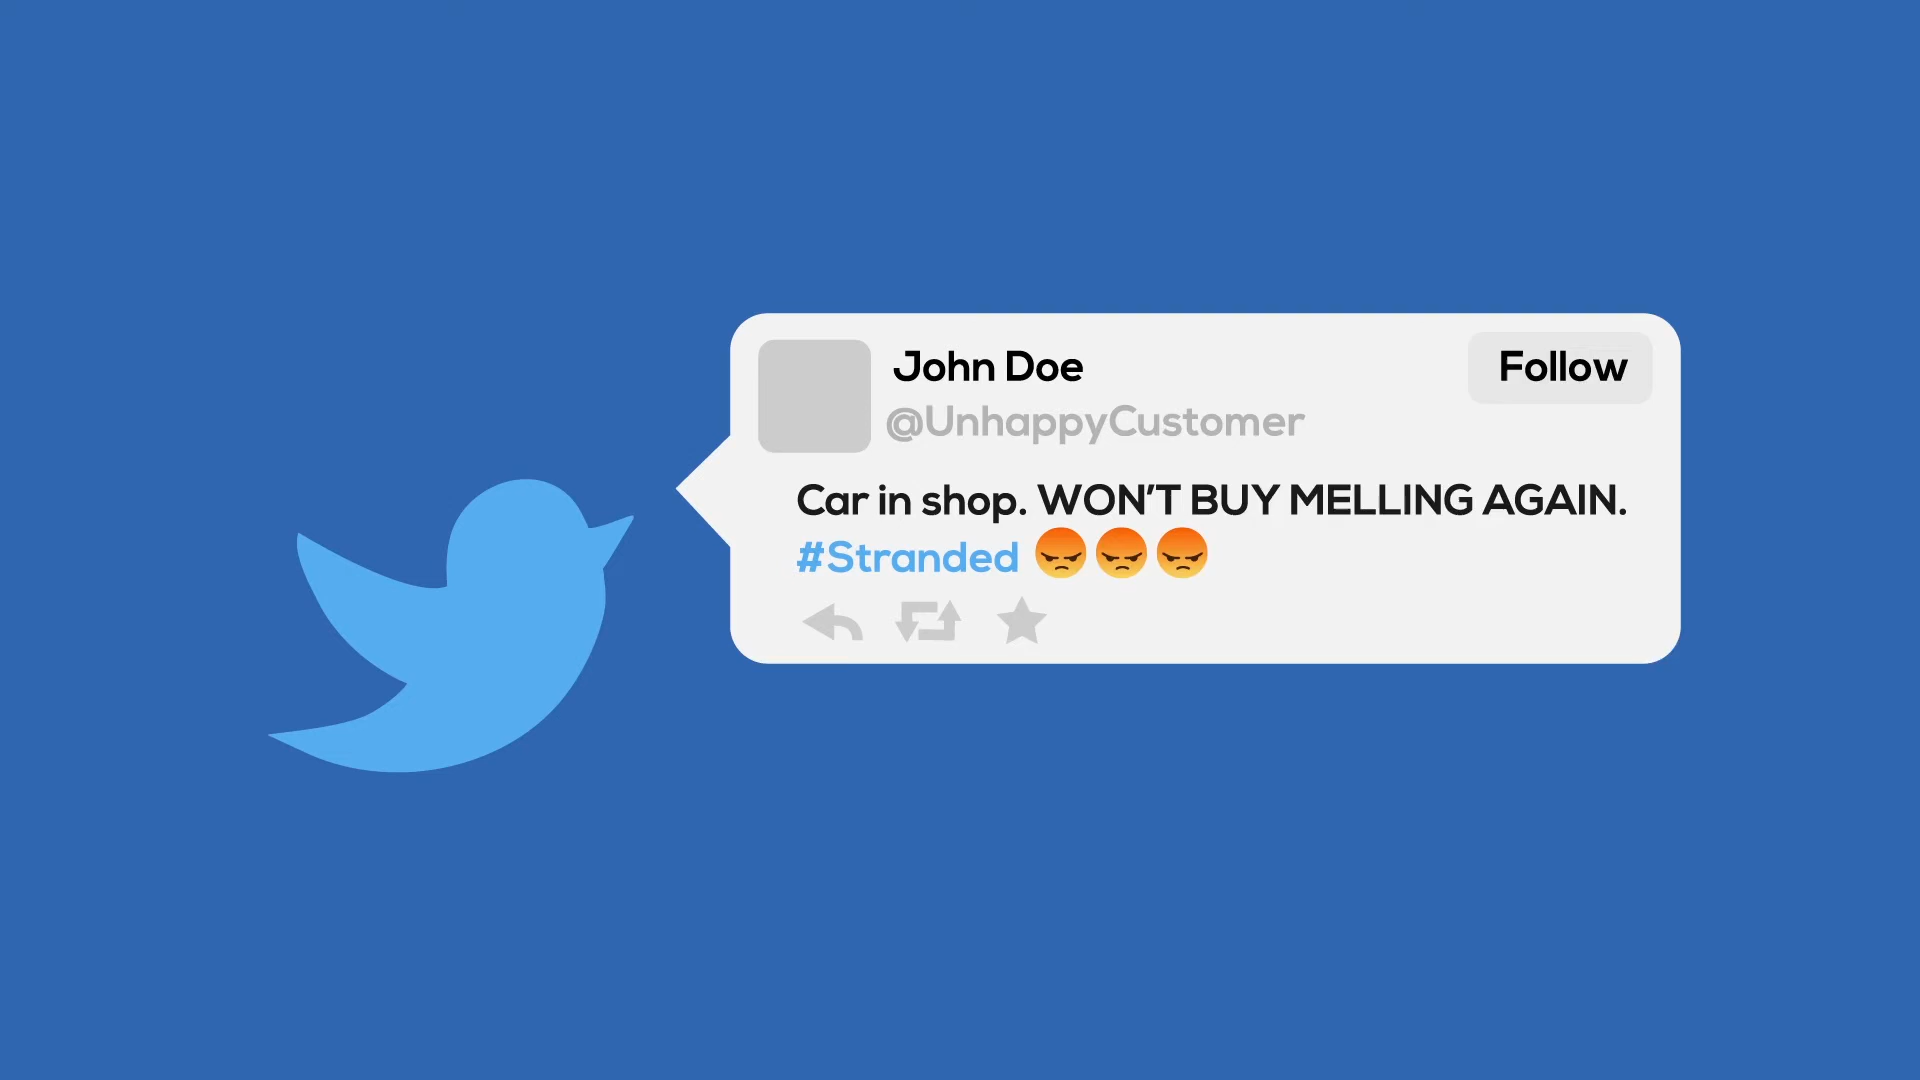 John Doe
Follow
@UnhappyCustomer
Car in shop. WON'T BUY MELLING AGAIN.
#Stranded 😡😡😡